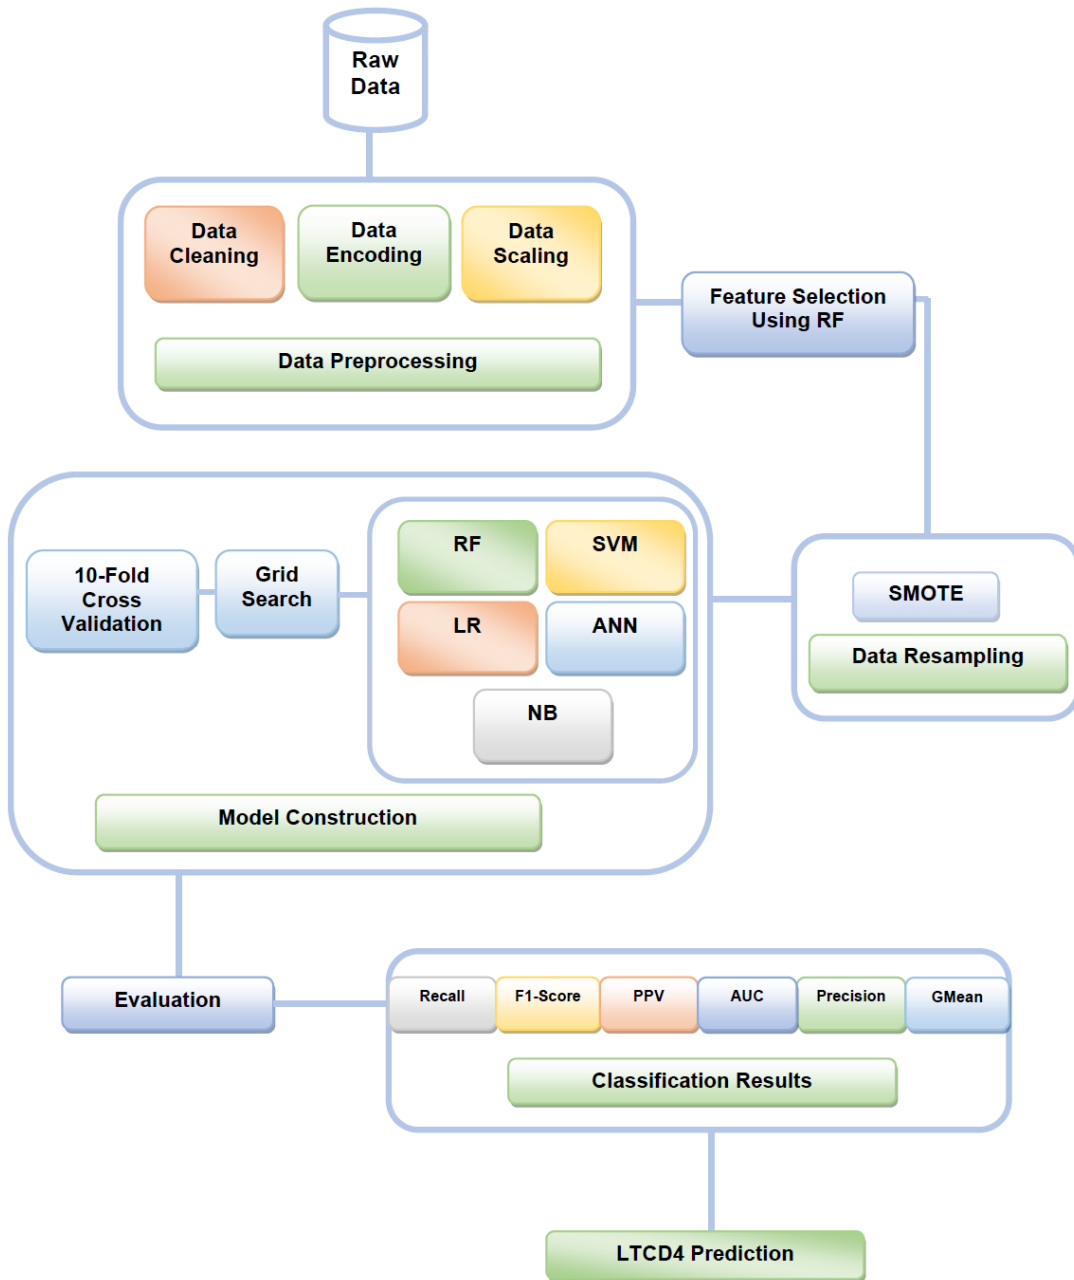 Raw
Data
Data
Cleaning
Data
Encoding
Data
Scaling
Data Preprocessing
Feature Selection
Using RF
SMOTE
Data Resampling
10-Fold
Cross
Validation
Grid
Search
RF
SVM
LR
ANN
NB
Model Construction
Evaluation
Recall
F1-Score
PPV
AUC
Precision
GMean
Classification Results
LTCD4 Prediction